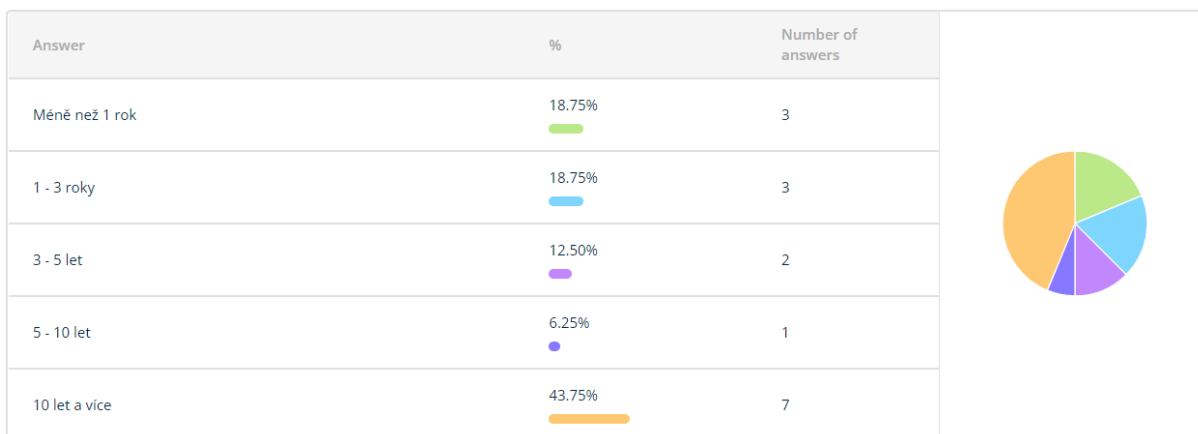 Answer % Number of answers
Méně než 1 rok 18.75% 3
1 - 3 roky 18.75% 3
3 - 5 let 12.50% 2
5 - 10 let 6.25% 1
10 let a více 43.75% 7